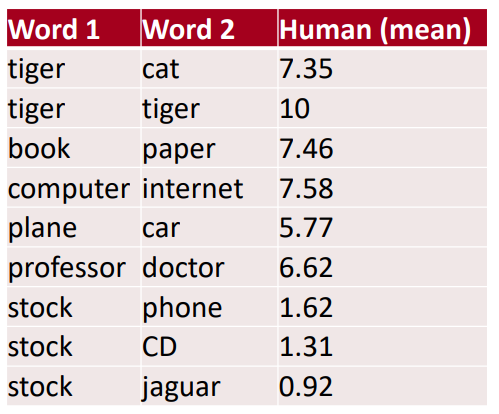 Word 1 Word 2 Human (mean)
tiger cat 7.35
tiger tiger 10
book paper 7.46
computer internet 7.58
plane car 5.77
professor doctor 6.62
stock phone 1.62
stock CD 1.31
stock jaguar 0.92